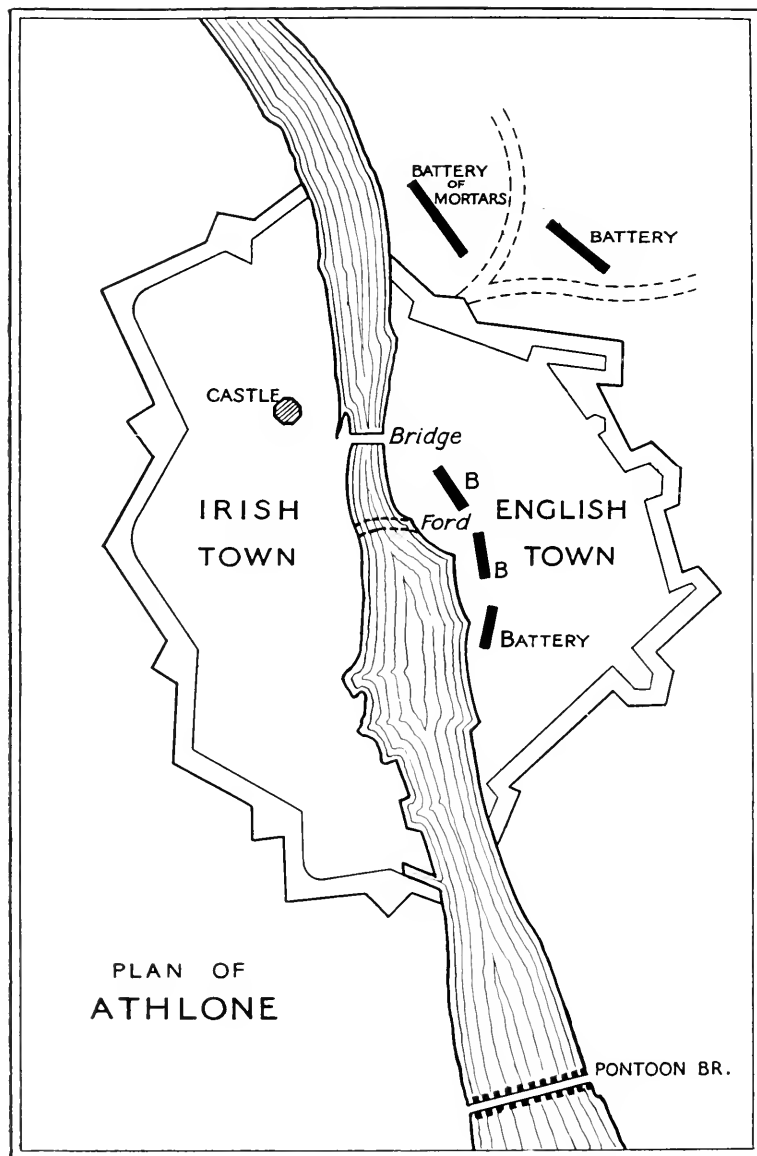 BATTERY
OF
MORTARS
BATTERY
CASTLE
Bridge
B
IRISH
TOWN
Ford
ENGLISH
TOWN
B
BATTERY
PLAN OF
ATHLONE
PONTOON BR.